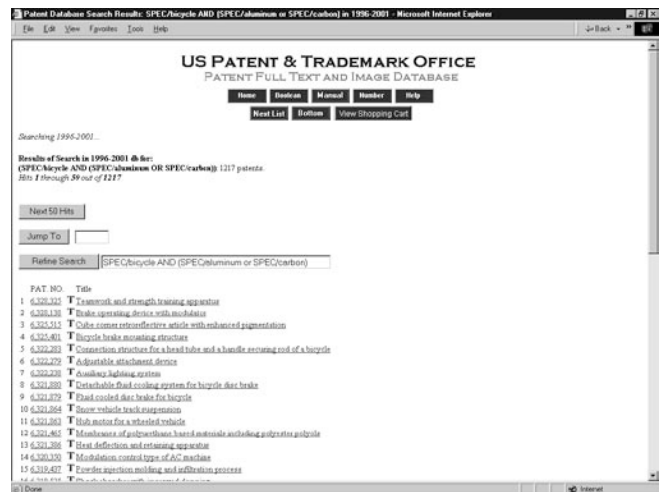 Patent Database Search Results: SPEC/bicycle AND (SPEC/aluminum or SPEC/carbon) in 1996-2001 - Microsoft Internet Explorer
File Edit View Favorites Tools Help
Back
US PATENT & TRADEMARK OFFICE
PATENT FULL TEXT AND IMAGE DATABASE
Home Boolean Manual Number Help
Next List Bottom View Shopping Cart
Searching 1996-2001...
Results of Search in 1996-2001 db for:
(SPEC/bicycle AND (SPEC/aluminum OR SPEC/carbon)): 1217 patents.
Hits 1 through 50 out of 1217
Next 50 Hits
Jump To
Refine Search SPEC/bicycle AND (SPEC/aluminum or SPEC/carbon)
PAT. NO. Title
1 6,328,325 T Teamwork and strength training apparatus
2 6,328,138 T Brake operating device with modulator
3 6,325,515 T Cube corner retroreflective article with enhanced pigmentation
4 6,325,401 T Bicycle brake mounting structure
5 6,322,283 T Connection structure for a head tube and a handle securing rod of a bicycle
6 6,322,279 T Adjustable attachment device
7 6,322,238 T Auxiliary lighting system
8 6,321,880 T Detachable fluid cooling system for bicycle disc brake
9 6,321,879 T Fluid cooled disc brake for bicycle
10 6,321,864 T Snow vehicle track suspension
11 6,321,863 T Hub motor for a wheeled vehicle
12 6,321,465 T Membranes of polyurethane based materials including polyester polyols
13 6,321,386 T Heat deflection and retaining apparatus
14 6,320,350 T Modulation control type of AC machine
15 6,319,437 T Powder injection molding and infiltration process
Done
Internet